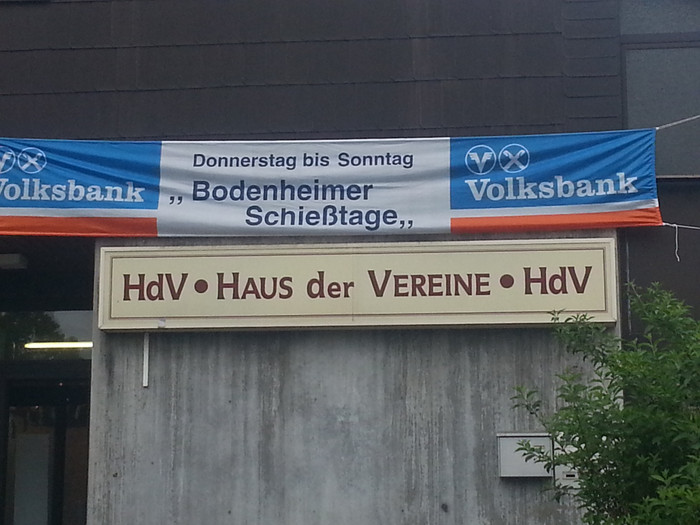 Donnerstag bis Sonntag
Volksbank
„ Bodenheimer
Schießtage„
Volksbank
HdV • HAUS der VEREINE • HdV